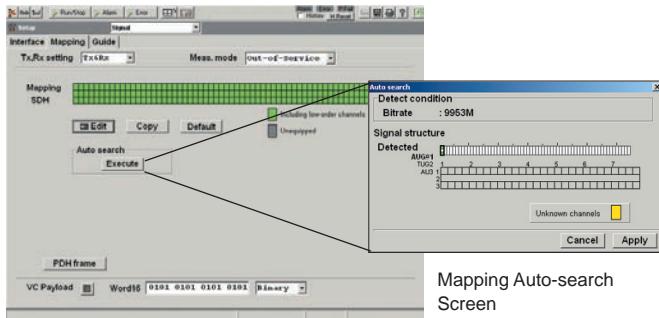 Run/Stop Alarm Error
Setup Signal
Interface Mapping Guide
Tx,Rx setting Tx&Rx Meas. mode Out-of-Service
Mapping
SDH
Including low-order channels
Unequipped
Edit Copy Default
Auto search
Execute
PDH frame
VC Payload Word16 0101 0101 0101 0101 Binary
Auto search
Detect condition
Bitrate : 9953M
Signal structure
Detected
AUG#1
TUG2 1 2 3 4 5 6 7
AU3 1
2
3
Unknown channels
Cancel Apply
Mapping Auto-search
Screen